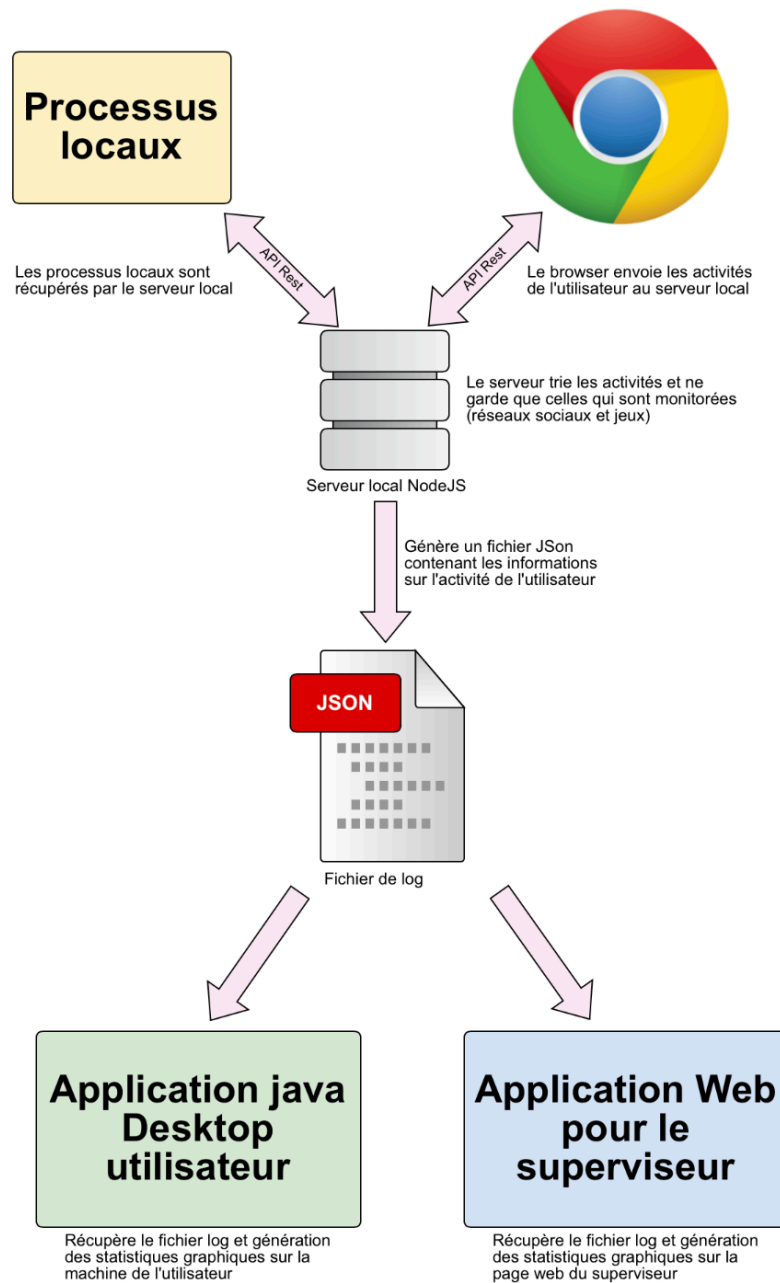 Processus
locaux
API Rest
API Rest
Les processus locaux sont
récupérés par le serveur local
Le browser envoie les activités
de l'utilisateur au serveur local
Le serveur trie les activités et ne
garde que celles qui sont monitorées
(réseaux sociaux et jeux)
Serveur local NodeJS
Génère un fichier JSon
contenant les informations
sur l'activité de l'utilisateur
JSON
Fichier de log
Application java
Desktop
utilisateur
Application Web
pour le
superviseur
Récupère le fichier log et génération
des statistiques graphiques sur la
machine de l'utilisateur
Récupère le fichier log et génération
des statistiques graphiques sur la
page web du superviseur